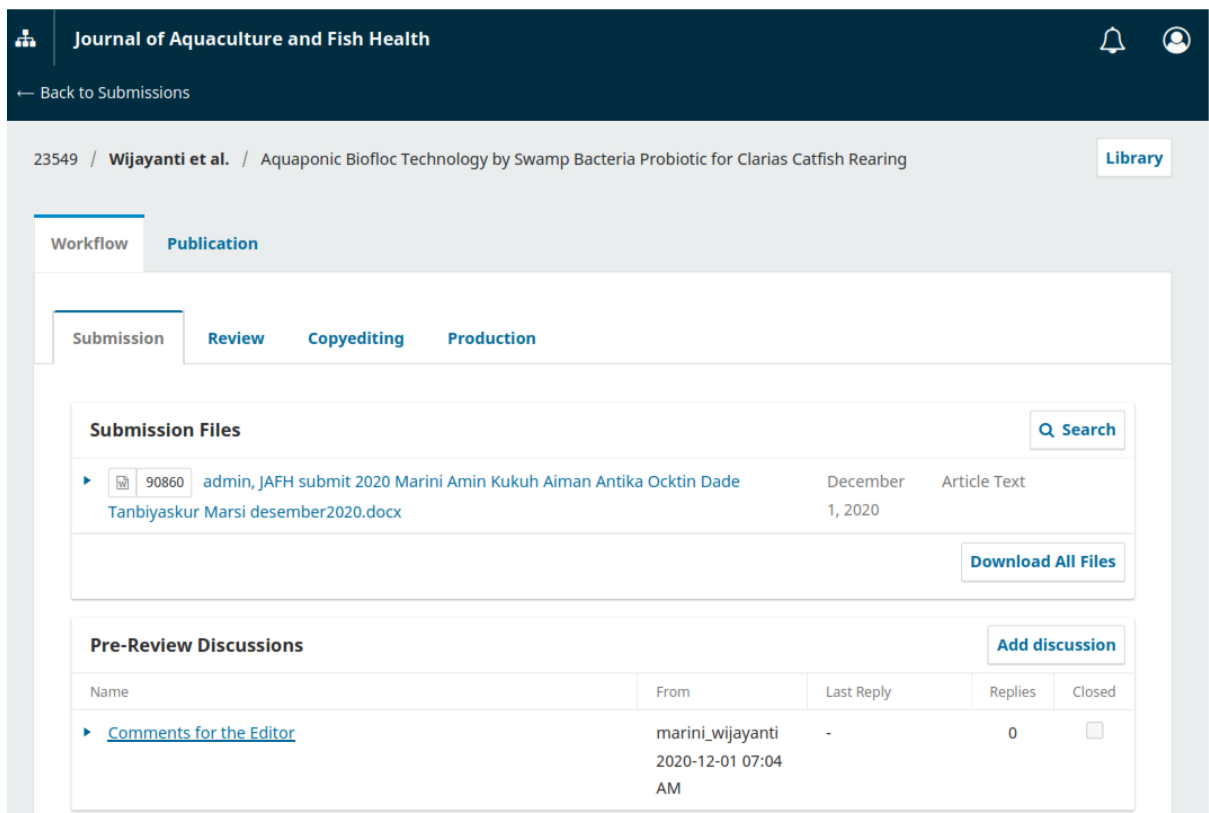 Journal of Aquaculture and Fish Health
← Back to Submissions
23549 / Wijayanti et al. / Aquaponic Biofloc Technology by Swamp Bacteria Probiotic for Clarias Catfish Rearing
Library
Workflow
Publication
Submission
Review
Copyediting
Production
Submission Files
Search
90860 admin, JAFH submit 2020 Marini Amin Kukuh Aiman Antika Ocktin Dade
Tanbiyaskur Marsi desember2020.docx
December
1, 2020
Article Text
Download All Files
Pre-Review Discussions
Add discussion
Name
From
Last Reply
Replies
Closed
Comments for the Editor
marini_wijayanti
2020-12-01 07:04
AM
-
0